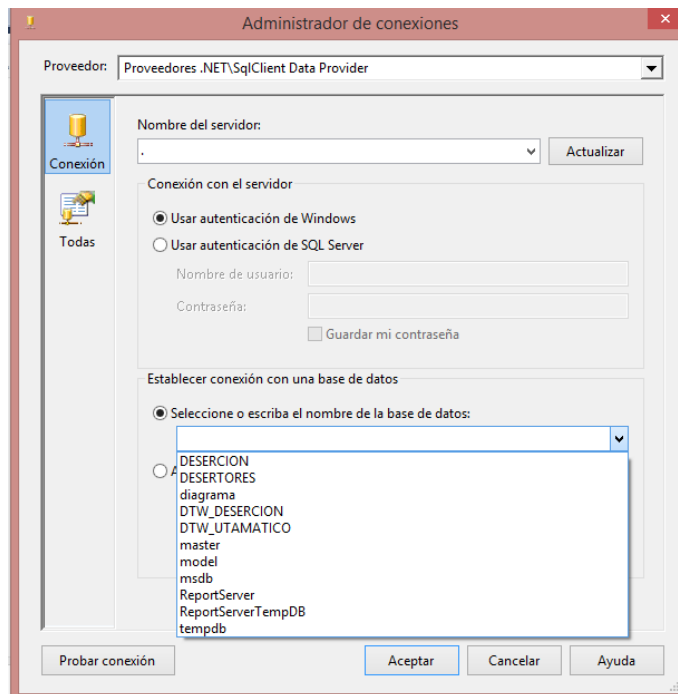 Administrador de conexiones
Proveedor: Proveedores .NET\SqlClient Data Provider
Conexión
Todas
Nombre del servidor:
.
Actualizar
Conexión con el servidor
Usar autenticación de Windows
Usar autenticación de SQL Server
Nombre de usuario:
Contraseña:
Guardar mi contraseña
Establecer conexión con una base de datos
Seleccione o escriba el nombre de la base de datos:
A
DESERCION
DESERTORES
diagrama
DTW_DESERCION
DTW_UTAMATICO
master
model
msdb
ReportServer
ReportServerTempDB
tempdb
Probar conexión
Aceptar
Cancelar
Ayuda